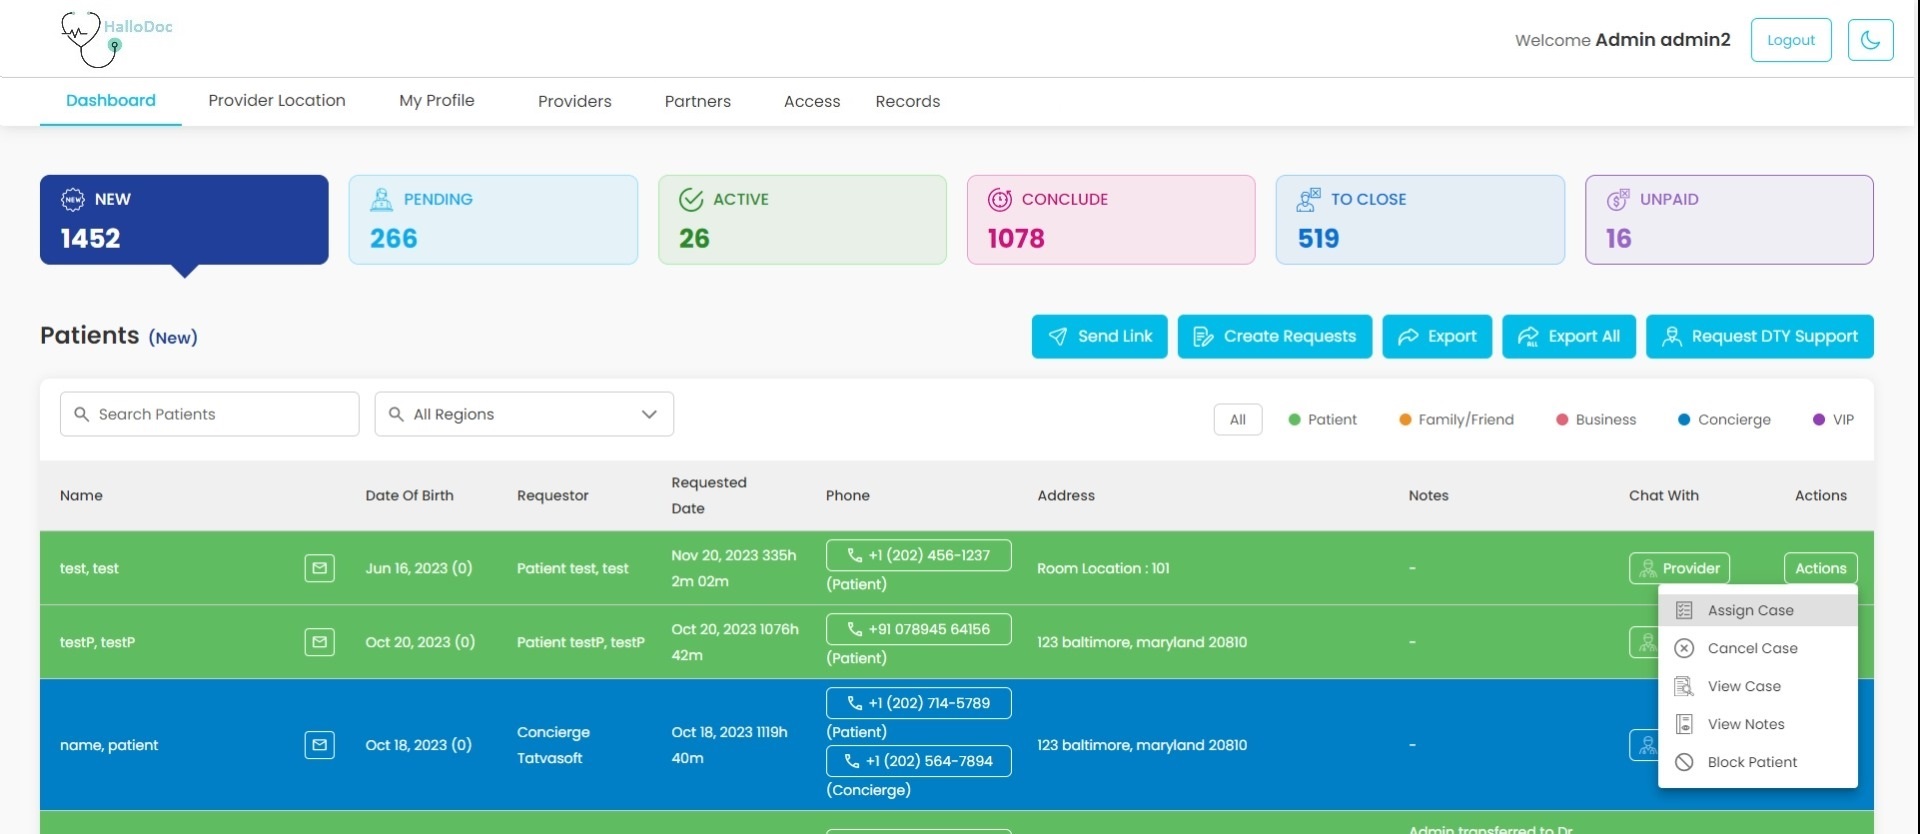 HalloDoc
Welcome Admin admin2
Logout
Dashboard
Provider Location
My Profile
Providers
Partners
Access
Records
NEW
NEW
1452
PENDING
266
ACTIVE
26
CONCLUDE
1078
TO CLOSE
519
UNPAID
16
Patients (New)
Send Link
Create Requests
Export
ALL
Export All
Request DTY Support
Search Patients
All Regions
All
Patient
Family/Friend
Business
Concierge
VIP
Name
Date Of Birth
Requestor
Requested
Date
Phone
Address
Notes
Chat With
Actions
test, test
Jun 16, 2023 (0)
Patient test, test
Nov 20, 2023 335h
2m 02m
+1 (202) 456-1237
(Patient)
Room Location : 101
-
Provider
Actions
testP, testP
Oct 20, 2023 (0)
Patient testP, testP
Oct 20, 2023 1076h
42m
+91 078945 64156
(Patient)
123 baltimore, maryland 20810
-
name, patient
Oct 18, 2023 (0)
Concierge
Tatvasoft
Oct 18, 2023 1119h
40m
+1 (202) 714-5789
(Patient)
+1 (202) 564-7894
(Concierge)
123 baltimore, maryland 20810
-
Assign Case
Cancel Case
View Case
View Notes
Block Patient
Admin transferred to Dr